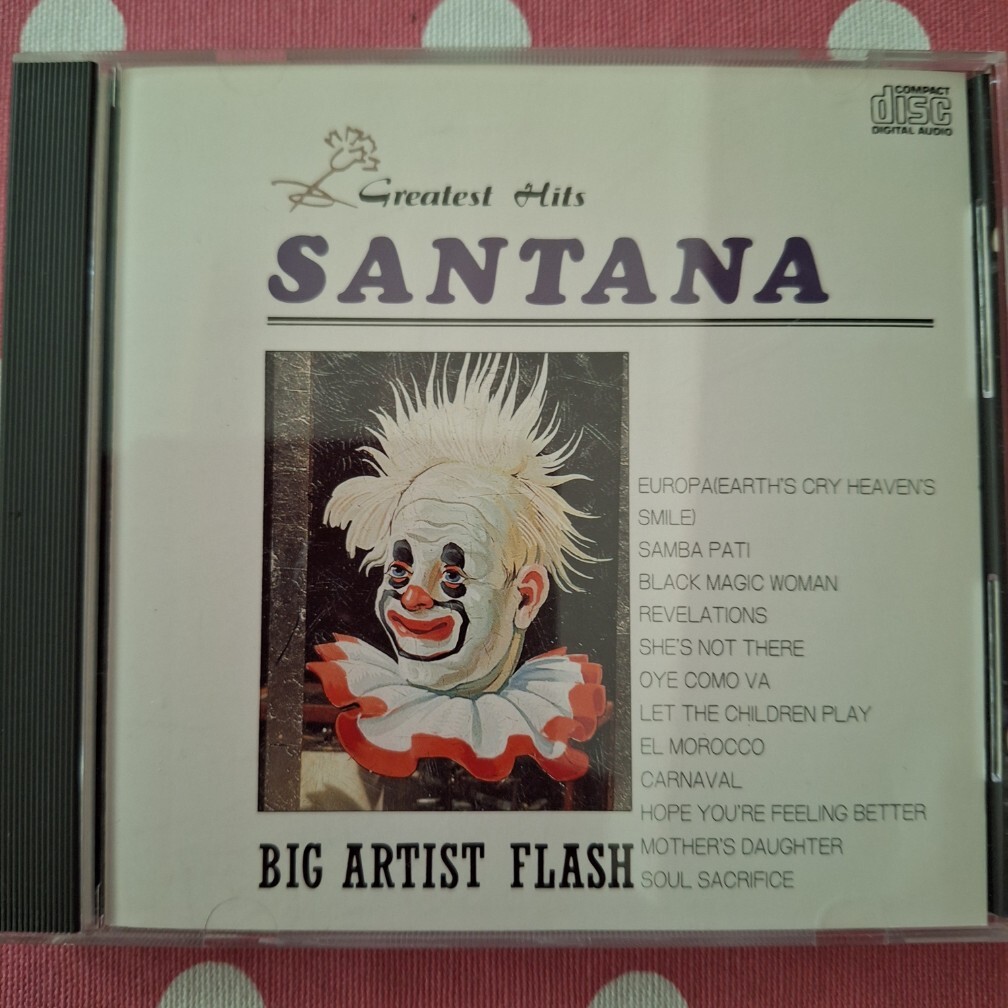 COMPACT
disc
DIGITAL AUDIO
Greatest Hits
SANTANA
EUROPA(EARTH'S CRY HEAVEN'S
SMILE)
SAMBA PATI
BLACK MAGIC WOMAN
REVELATIONS
SHE'S NOT THERE
OYE COMO VA
LET THE CHILDREN PLAY
EL MOROCCO
CARNAVAL
HOPE YOU'RE FEELING BETTER
MOTHER'S DAUGHTER
SOUL SACRIFICE
BIG ARTIST FLASH